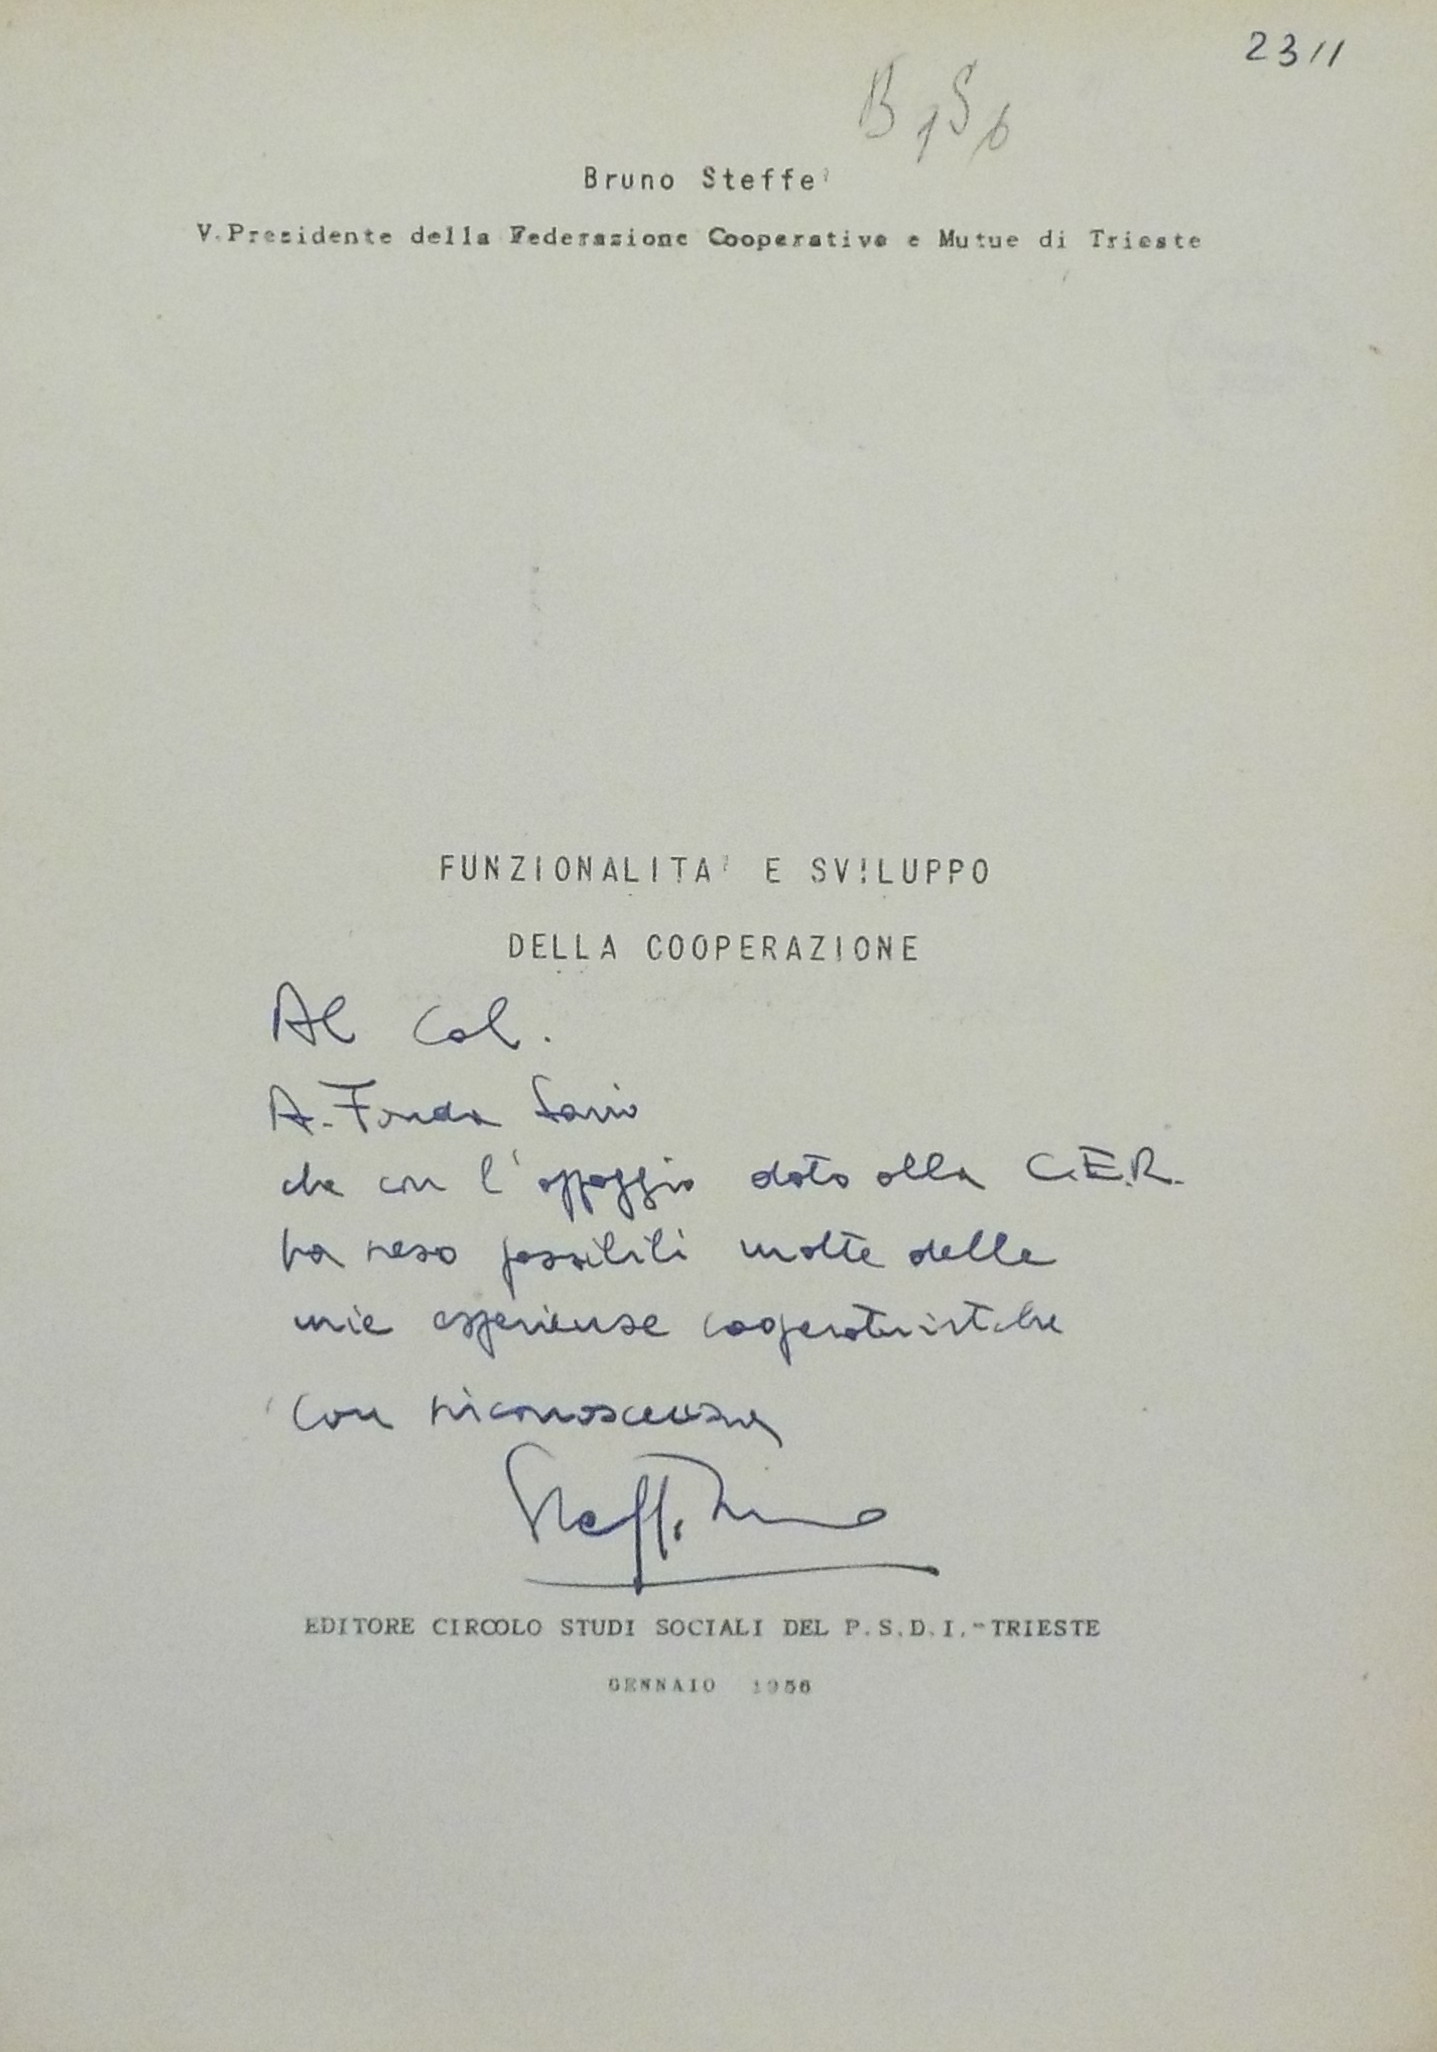 2311
B 1 S 6
Bruno Steffe'
V.Presidente della Federazione Cooperative e Mutue di Trieste
FUNZIONALITA' E SVILUPPO
DELLA COOPERAZIONE
Al Col.
A. Fonda Savio
che con l'appoggio dato alla C.E.R.
ha reso possibili molte delle
mie esperienze cooperativistiche
con riconoscenza
Steffè Bruno
EDITORE CIRCOLO STUDI SOCIALI DEL P.S.D.I.-TRIESTE
GENNAIO 1956